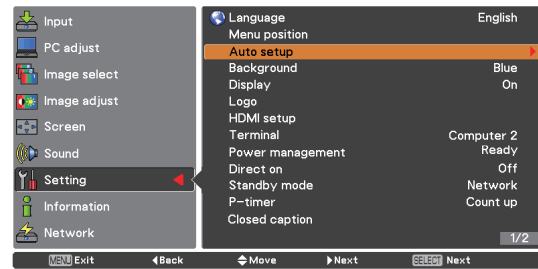 Input
PC adjust
Image select
Image adjust
Screen
Sound
Setting
Information
Network
Language English
Menu position
Auto setup
Background Blue
Display On
Logo
HDMI setup
Terminal Computer 2
Power management Ready
Direct on Off
Standby mode Network
P-timer Count up
Closed caption
1/2
MENU Exit Back Move Next SELECT Next